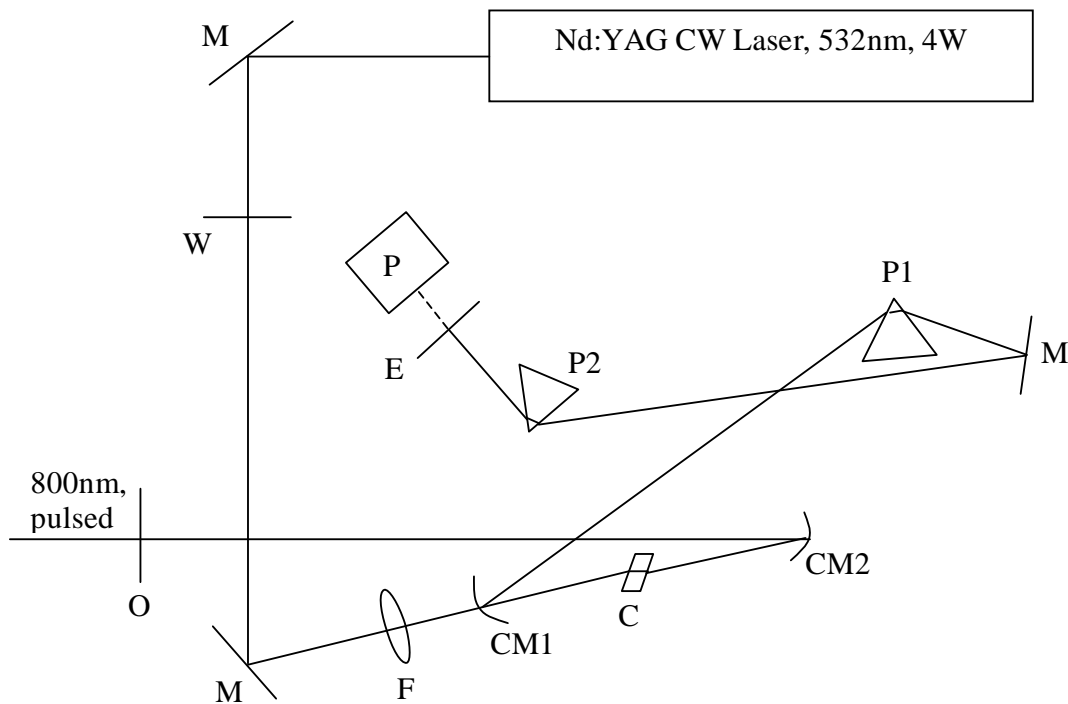 M
Nd:YAG CW Laser, 532nm, 4W
W
P
P1
E
P2
M
800nm,
pulsed
O
CM2
C
CM1
F
M